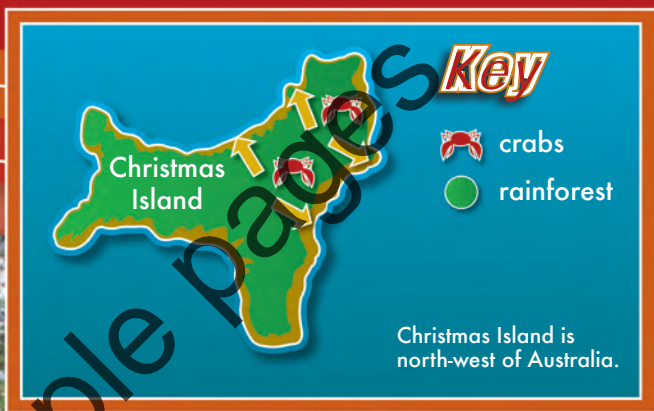 Key
crabs
rainforest
Christmas
Island
Christmas Island is
north-west of Australia.
ple pages